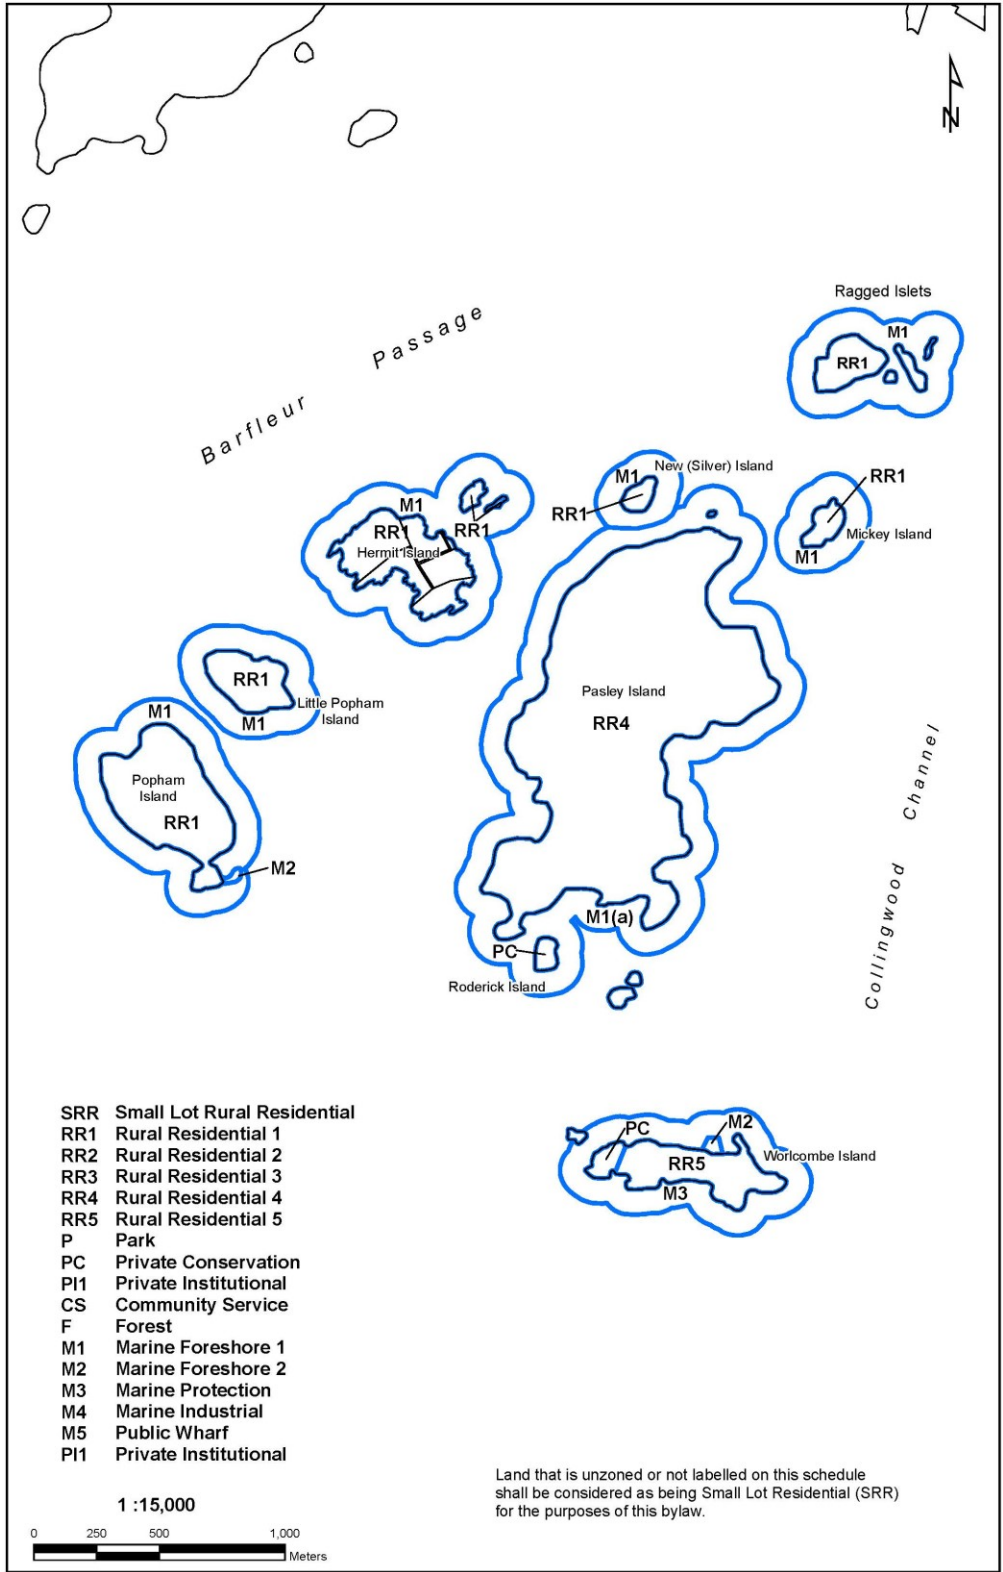 N
Ragged Islets
M1
RR1
Barfleur Passage
New (Silver) Island
M1
RR1
RR1
Mickey Island
M1
M1
RR1
RR1
Hermit Island
RR1
M1
Little Popham
Island
M1
Popham
Island
RR1
M2
Pasley Island
RR4
Collingwood Channel
M1(a)
PC
Roderick Island
PC
M2
Worlcombe Island
RR5
M3
SRR Small Lot Rural Residential
RR1 Rural Residential 1
RR2 Rural Residential 2
RR3 Rural Residential 3
RR4 Rural Residential 4
RR5 Rural Residential 5
P Park
PC Private Conservation
PI1 Private Institutional
CS Community Service
F Forest
M1 Marine Foreshore 1
M2 Marine Foreshore 2
M3 Marine Protection
M4 Marine Industrial
M5 Public Wharf
PI1 Private Institutional
1 :15,000
0 250 500 1,000
Meters
Land that is unzoned or not labelled on this schedule
shall be considered as being Small Lot Residential (SRR)
for the purposes of this bylaw.